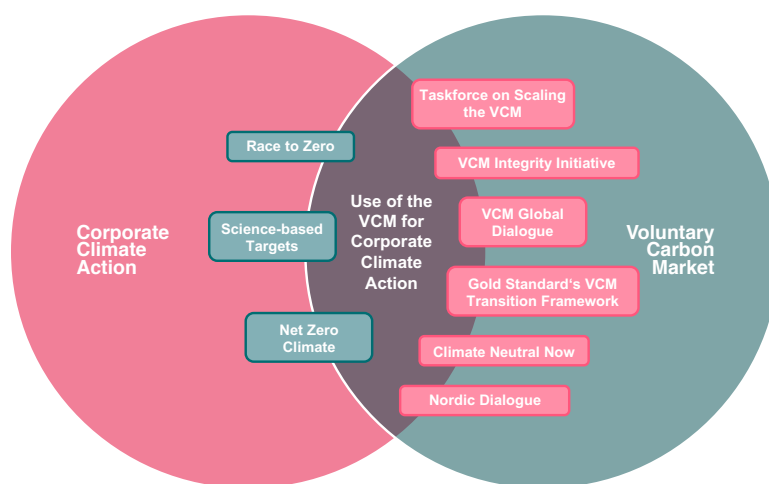 Corporate
Climate
Action
Race to Zero
Science-based
Targets
Net Zero
Climate
Use of the
VCM for
Corporate
Climate
Action
Taskforce on Scaling
the VCM
VCM Integrity Initiative
VCM Global
Dialogue
Gold Standard‘s VCM
Transition Framework
Climate Neutral Now
Nordic Dialogue
Voluntary
Carbon
Market